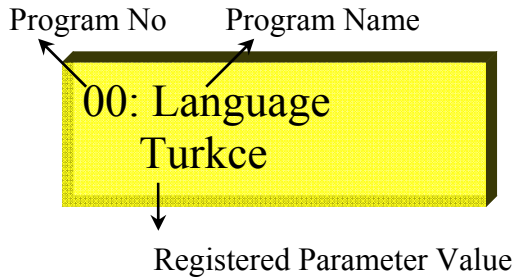 Program No Program Name
00: Language
Turkce
Registered Parameter Value